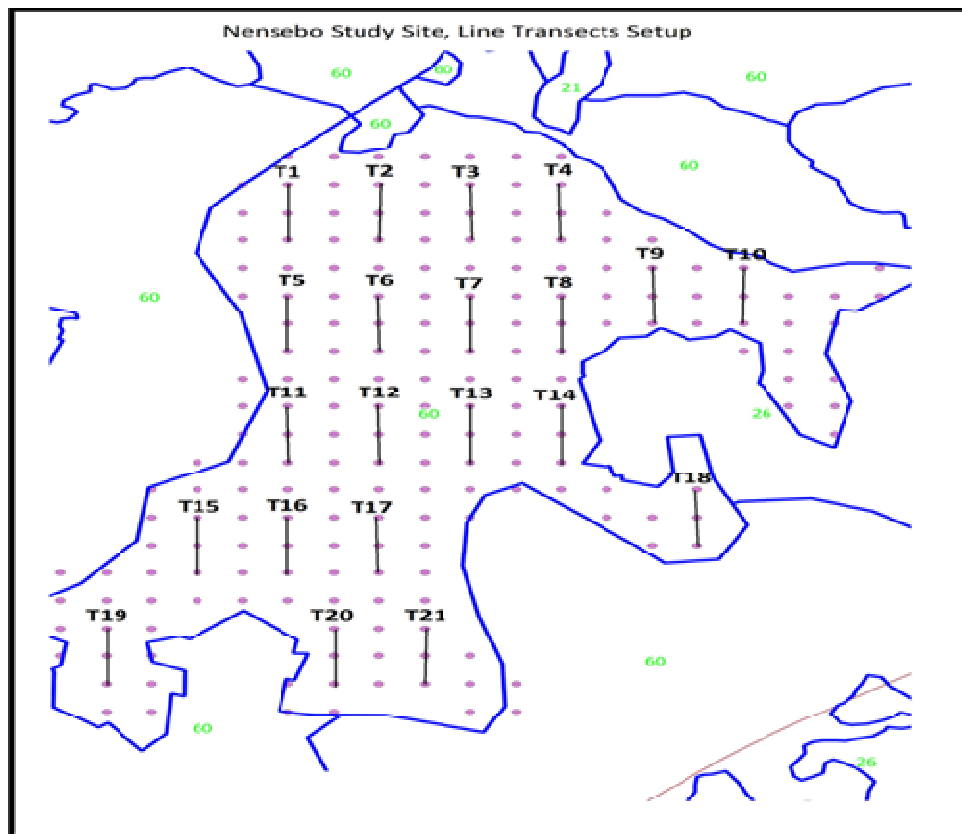 Nensebo Study Site, Line Transects Setup
60 60 60
21
60
60
T1 T2 T3 T4
T9 T10
T5 T6 T7 T8
60
T11 T12 T13 T14
60 26
T18
T15 T16 T17
T19 T20 T21
60
60
26